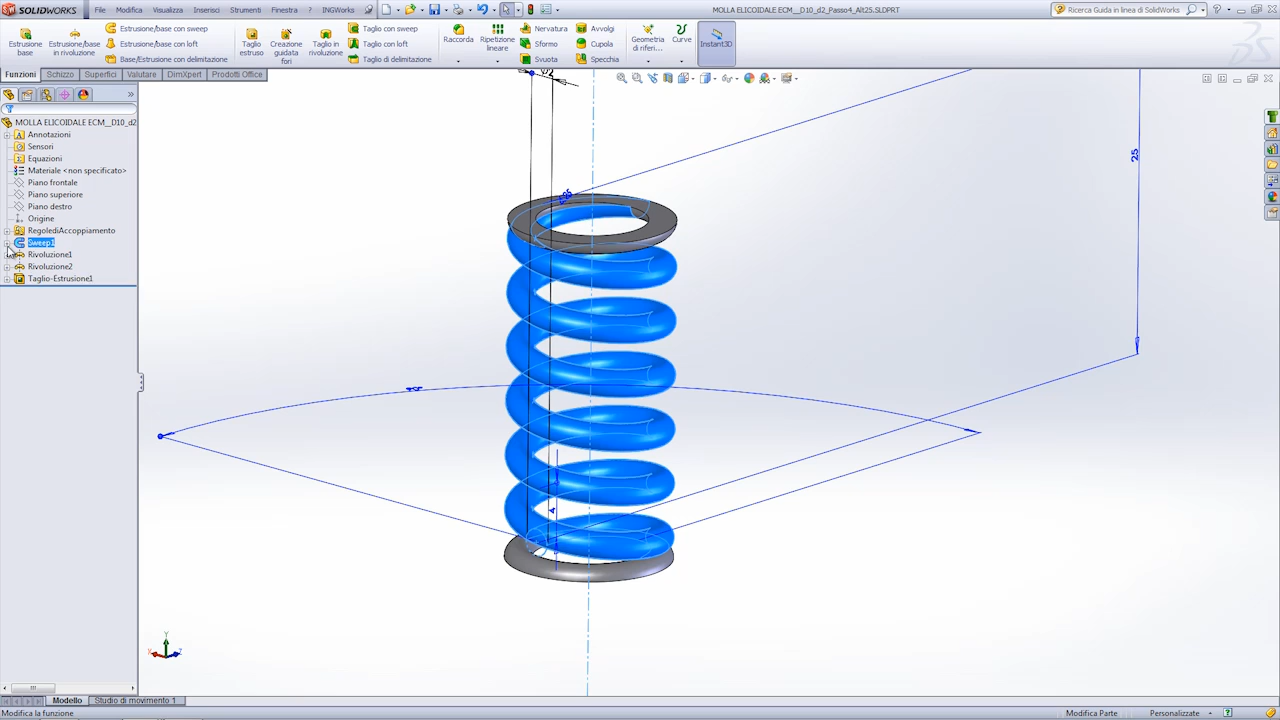 SOLIDWORKS File Modifica Visualizza Inserisci Strumenti Finestra ? INGWorks MOLLA ELICOIDALE ECM__D10_d2_Passo4_Alt25.SLDPRT Ricerca Guida in linea di SolidWorks
Estrusione base
Estrusione/base in rivoluzione
Estrusione/base con sweep
Estrusione/base con loft
Base/Estrusione con delimitazione
Taglio estruso
Creazione guidata fori
Taglio in rivoluzione
Taglio con sweep
Taglio con loft
Taglio di delimitazione
Raccorda
Ripetizione lineare
Nervatura
Sformo
Svuota
Avvolgi
Cupola
Specchia
Geometria di riferi...
Curve
Instant3D
Funzioni Schizzo Superfici Valutare DimXpert Prodotti Office
MOLLA ELICOIDALE ECM__D10_d2
Annotazioni
Sensori
Equazioni
Materiale <non specificato>
Piano frontale
Piano superiore
Piano destro
Origine
RegolediAccoppiamento
Sweep1
Rivoluzione1
Rivoluzione2
Taglio-Estrusione1
25
4
Y
Modello Studio di movimento 1
Modifica la funzione Modifica Parte Personalizzate